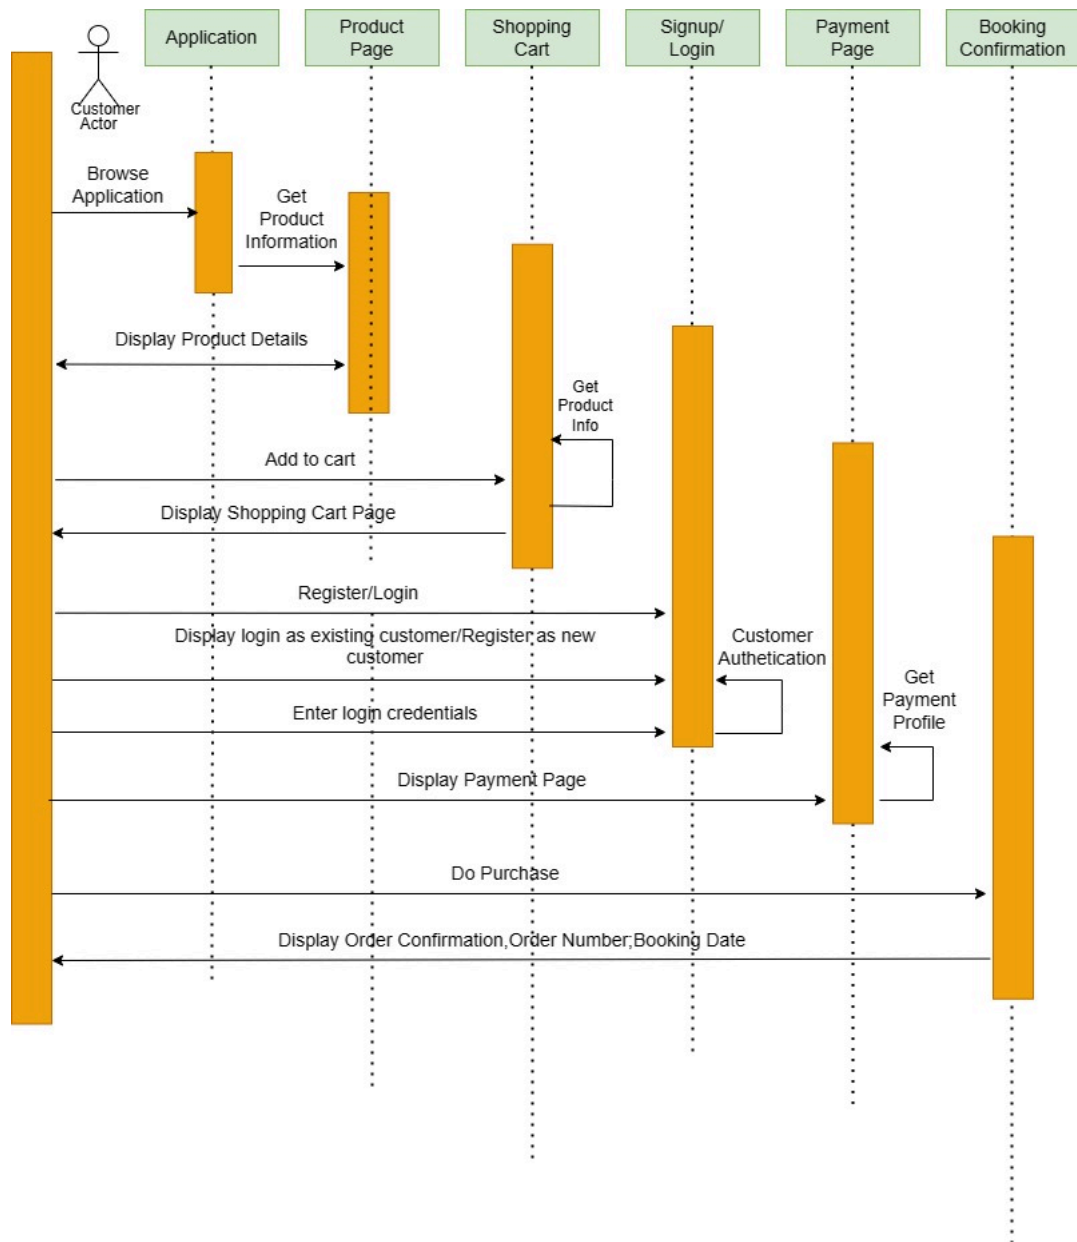 Application
Product
Page
Shopping
Cart
Signup/
Login
Payment
Page
Booking
Confirmation
Customer
Actor
Browse
Application
Get
Product
Information
Display Product Details
Get
Product
Info
Add to cart
Display Shopping Cart Page
Register/Login
Display login as existing customer/Register as new
customer
Customer
Authetication
Get
Payment
Profile
Enter login credentials
Display Payment Page
Do Purchase
Display Order Confirmation,Order Number;Booking Date